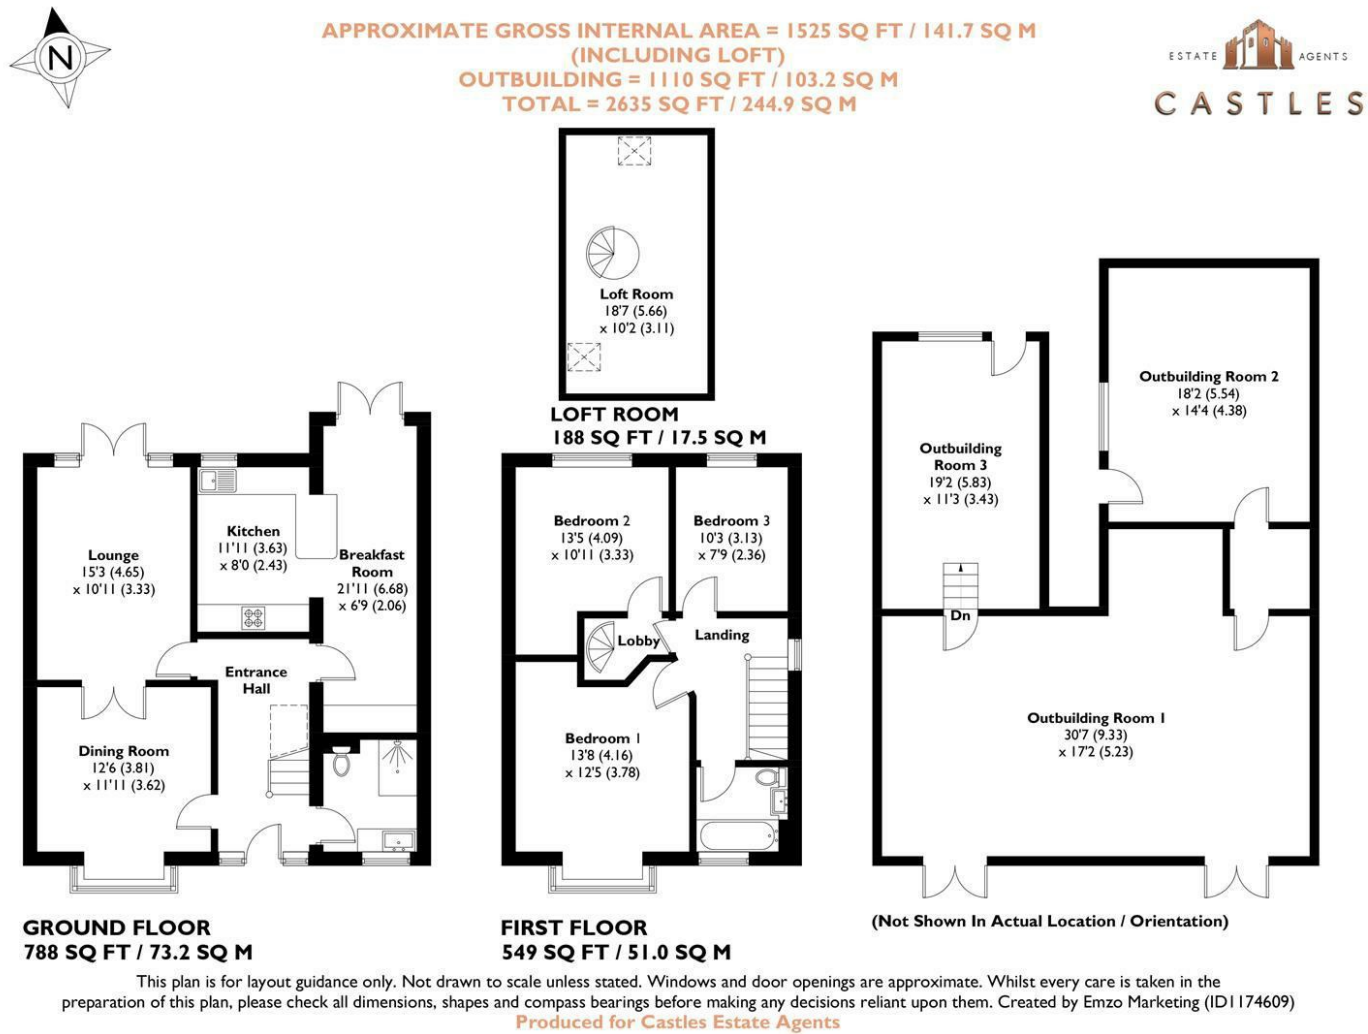 N
APPROXIMATE GROSS INTERNAL AREA = 1525 SQ FT / 141.7 SQ M
(INCLUDING LOFT)
OUTBUILDING = 1110 SQ FT / 103.2 SQ M
TOTAL = 2635 SQ FT / 244.9 SQ M
ESTATE AGENTS
CASTLES
Loft Room
18'7 (5.66)
x 10'2 (3.11)
LOFT ROOM
188 SQ FT / 17.5 SQ M
Lounge
15'3 (4.65)
x 10'11 (3.33)
Kitchen
11'11 (3.63)
x 8'0 (2.43)
Breakfast
Room
21'11 (6.68)
x 6'9 (2.06)
Entrance
Hall
Dining Room
12'6 (3.81)
x 11'11 (3.62)
GROUND FLOOR
788 SQ FT / 73.2 SQ M
Bedroom 2
13'5 (4.09)
x 10'11 (3.33)
Bedroom 3
10'3 (3.13)
x 7'9 (2.36)
Lobby
Landing
Bedroom 1
13'8 (4.16)
x 12'5 (3.78)
FIRST FLOOR
549 SQ FT / 51.0 SQ M
Outbuilding Room 2
18'2 (5.54)
x 14'4 (4.38)
Outbuilding
Room 3
19'2 (5.83)
x 11'3 (3.43)
Dn
Outbuilding Room 1
30'7 (9.33)
x 17'2 (5.23)
(Not Shown In Actual Location / Orientation)
This plan is for layout guidance only. Not drawn to scale unless stated. Windows and door openings are approximate. Whilst every care is taken in the
preparation of this plan, please check all dimensions, shapes and compass bearings before making any decisions reliant upon them. Created by Emzo Marketing (ID1174609)
Produced for Castles Estate Agents